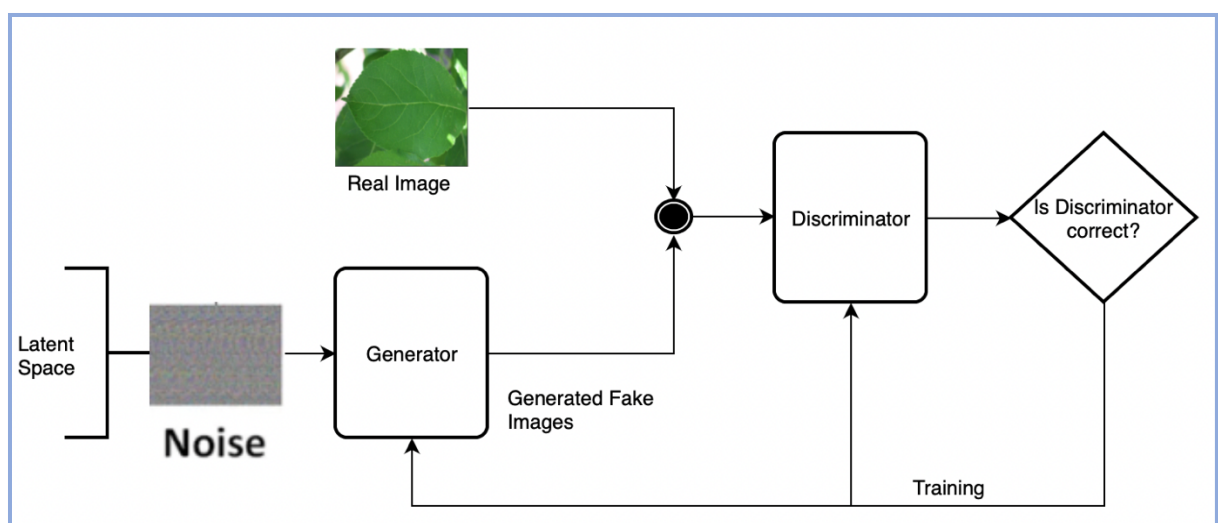 Real Image
Discriminator
Is Discriminator
correct?
Latent
Space
Generator
Generated Fake
Images
Noise
Training